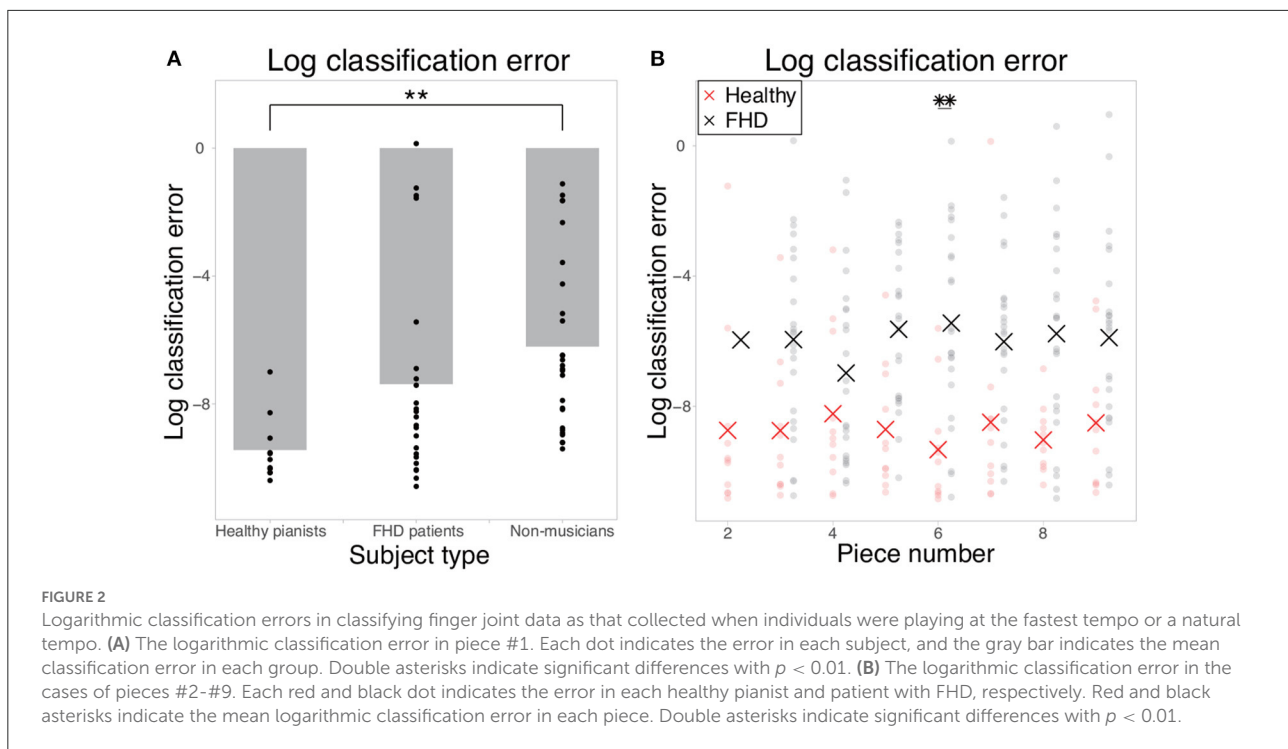 A
Log classification error
**
0
−4
−8
Log classification error
Healthy pianists
FHD patients
Non-musicians
Subject type
B
Log classification error
Healthy
FHD
**
0
−4
−8
Log classification error
2
4
6
8
Piece number
FIGURE 2
Logarithmic classification errors in classifying finger joint data as that collected when individuals were playing at the fastest tempo or a natural
tempo. (A) The logarithmic classification error in piece #1. Each dot indicates the error in each subject, and the gray bar indicates the mean
classification error in each group. Double asterisks indicate significant differences with p < 0.01. (B) The logarithmic classification error in the
cases of pieces #2-#9. Each red and black dot indicates the error in each healthy pianist and patient with FHD, respectively. Red and black
asterisks indicate the mean logarithmic classification error in each piece. Double asterisks indicate significant differences with p < 0.01.